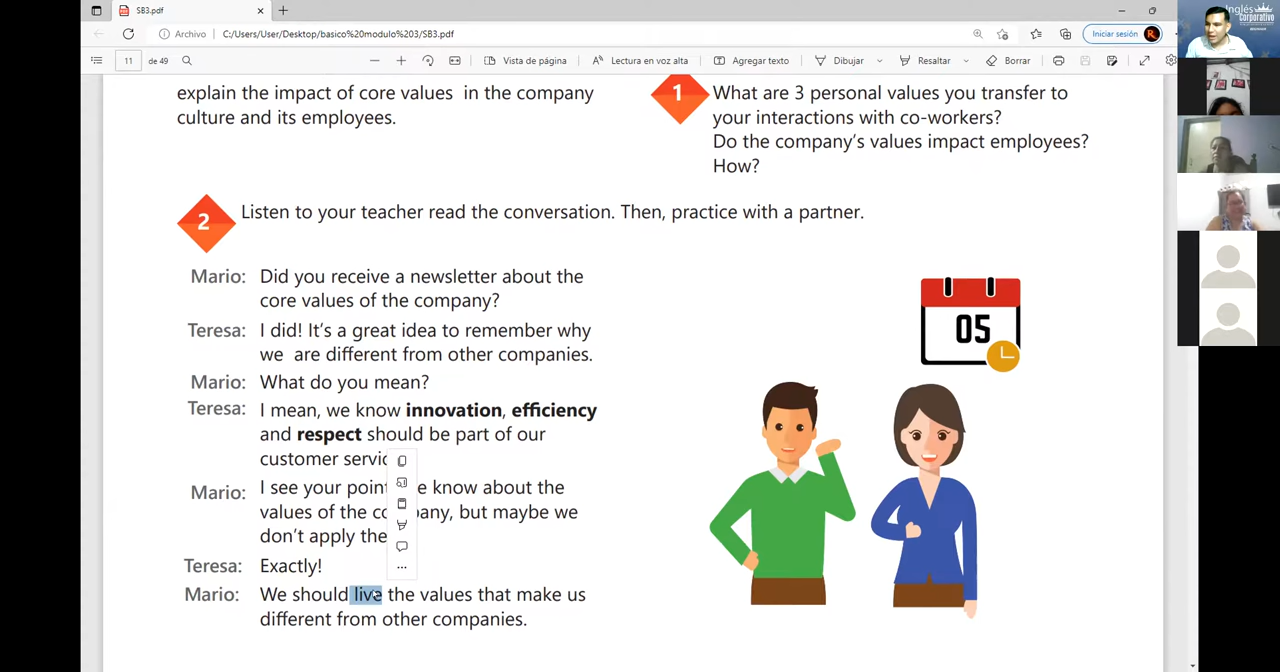 SB3.pdf
Archivo
C:/Users/User/Desktop/basico%20modulo%203/SB3.pdf
Iniciar sesión
R
11
de 49
Vista de página
Lectura en voz alta
Agregar texto
Dibujar
Resaltar
Borrar
Inglés
Corporativo
explain the impact of core values in the company
culture and its employees.
1
What are 3 personal values you transfer to
your interactions with co-workers?
Do the company's values impact employees?
How?
2
Listen to your teacher read the conversation. Then, practice with a partner.
Mario: Did you receive a newsletter about the
core values of the company?
Teresa: I did! It's a great idea to remember why
we are different from other companies.
Mario: What do you mean?
Teresa: I mean, we know innovation, efficiency
and respect should be part of our
customer servic
Mario: I see your point e know about the
values of the co pany, but maybe we
don't apply the
Teresa: Exactly!
Mario: We should live the values that make us
different from other companies.
05